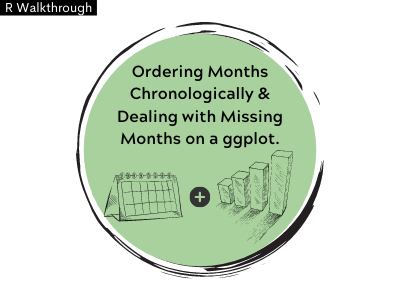 R Walkthrough
Ordering Months
Chronologically &
Dealing with Missing
Months on a ggplot.
+